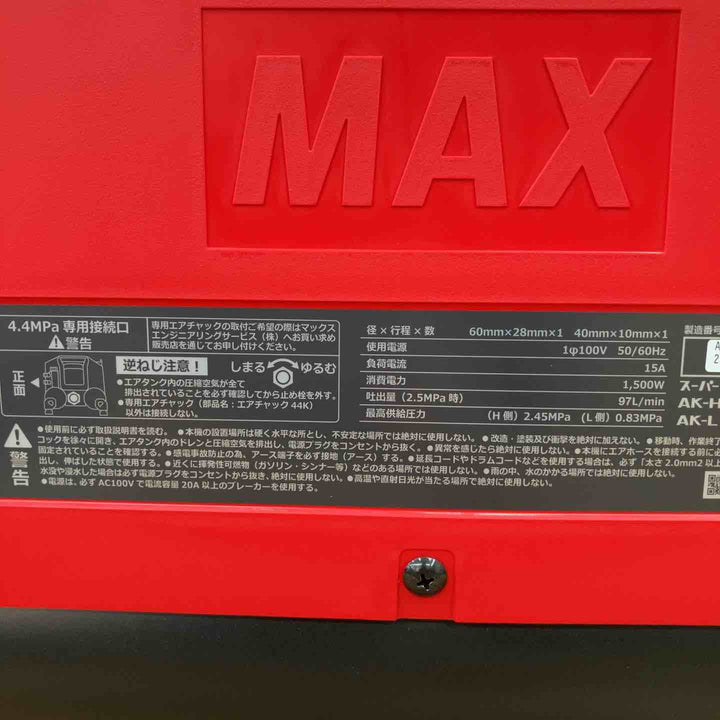 MAX
4.4MPa 専用接続口
⚠警告
専用エアチャックの取付ご希望の際はマックス
エンジニアリングサービス（株）へお買い求め
販売店を通してお申し付けください。
正面
逆ねじ注意！
しまる
ゆるむ
●エアタンク内の圧縮空気が全て
排出されていることを必ず確認してから止め栓を外す。
●専用エアチャック（部品名：エアチャック 44K）
以外は接続しない。
径 × 行程 × 数 60mm×28mm×1 40mm×10mm×1
使用電源 1φ100V 50/60Hz
負荷電流 15A
消費電力 1,500W
吐出量（2.5MPa 時） 97L/min
最高供給圧力 （H 側）2.45MPa （L 側）0.83MPa
製造番号
A
2
スーパー
AK-H
AK-L
⚠警告
●使用前に必ず取扱説明書を読む。 ●本機の設置場所は硬く水平な所とし、不安定な場所では絶対に使用しない。 ●改造・塗装及び衝撃を絶対に加えない。 ●移動時、作業終了
コックを徐々に開き、エアタンク内のドレンと圧縮空気を排出し、電源プラグをコンセントから抜く。 ●異常を感じたら絶対に使用しない。 ●本機にエアホースを接続する前に必
固定されていることを確認する。 ●感電事故防止の為、アース端子を必ず接地（アース）する。 ●延長コードやドラムコードなどを使用する場合は、必ず「太さ 2.0mm2 以上
出し、伸ばした状態で使用する。 ●近くに揮発性可燃物（ガソリン・シンナー等）などのある場所では絶対に使用しない。 ●雨の中、水のかかる場所では絶対に使用しない。
水没や浸水した場合は必ず電源プラグをコンセントから抜き、絶対に使用しない。 ●高温や直射日光が当たる場所で絶対に使用しない。
●電源は、必ず AC100V で電流容量 20A 以上のブレーカーを使用する。